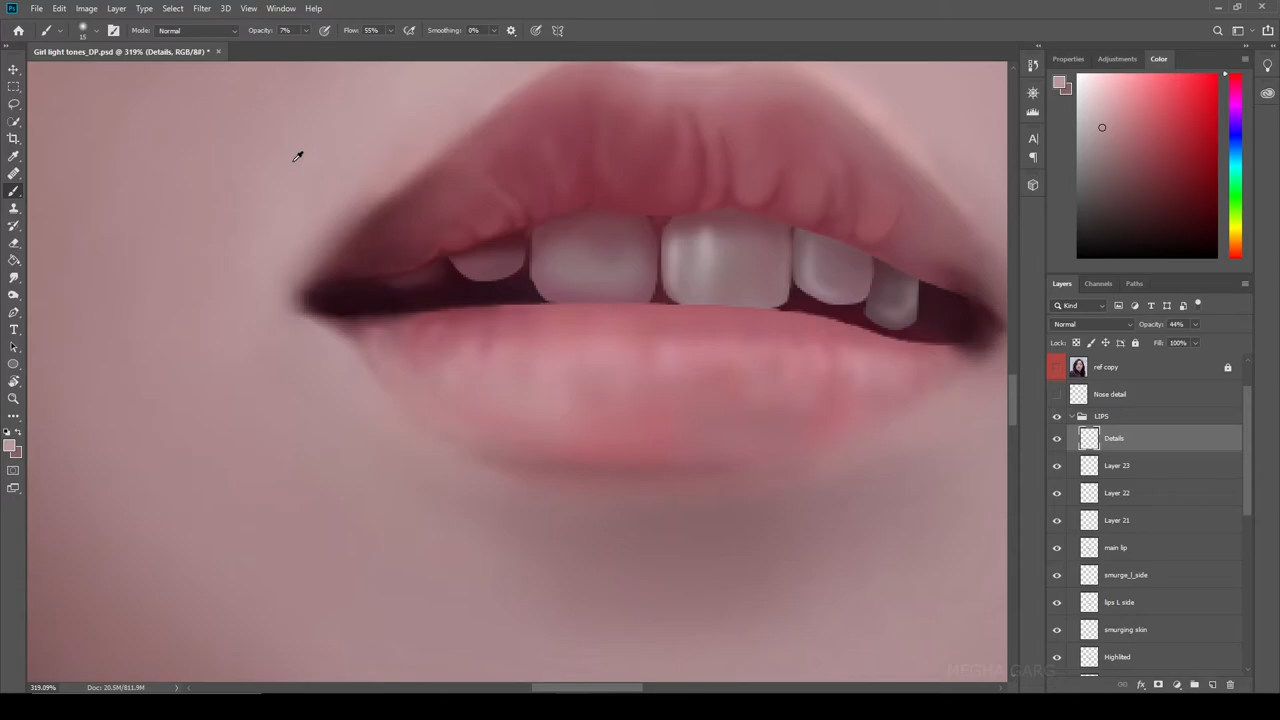 File Edit Image Layer Type Select Filter 3D View Window Help
15 Mode: Normal Opacity: 7% Flow: 55% Smoothing: 0%
Girl light tones_DP.psd @ 319% (Details, RGB/8#) *
Properties Adjustments Color
Layers Channels Paths
Kind
Normal Opacity: 44%
Lock: Fill: 100%
ref copy
Nose detail
LIPS
Details
Layer 23
Layer 22
Layer 21
main lip
smurge_l_side
lips L side
smurging skin
Highlited
MEGHA GARG
319.09% Doc: 20.5M/811.9M